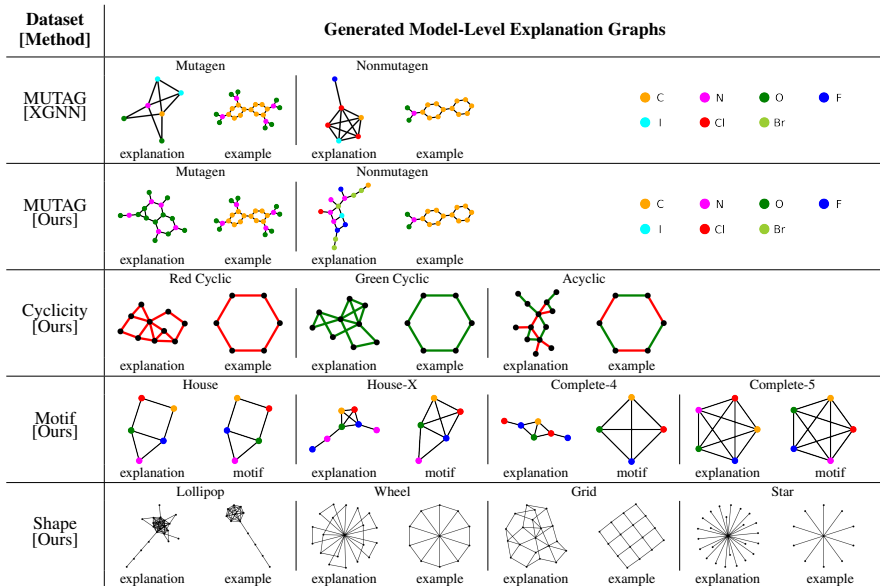 Dataset
[Method]
Generated Model-Level Explanation Graphs
MUTAG
[XGNN]
Mutagen
Nonmutagen
explanation
example
explanation
example
C
N
O
F
I
Cl
Br
MUTAG
[Ours]
Mutagen
Nonmutagen
explanation
example
explanation
example
C
N
O
F
I
Cl
Br
Cyclicity
[Ours]
Red Cyclic
Green Cyclic
Acyclic
explanation
example
explanation
example
explanation
example
Motif
[Ours]
House
House-X
Complete-4
Complete-5
explanation
motif
explanation
motif
explanation
motif
explanation
motif
Shape
[Ours]
Lollipop
Wheel
Grid
Star
explanation
example
explanation
example
explanation
example
explanation
example